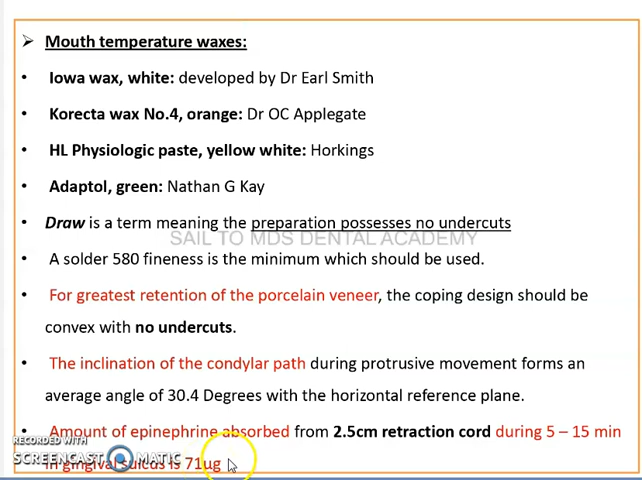 ➢ Mouth temperature waxes:
• Iowa wax, white: developed by Dr Earl Smith
• Korecta wax No.4, orange: Dr OC Applegate
• HL Physiologic paste, yellow white: Horkings
• Adaptol, green: Nathan G Kay
• Draw is a term meaning the preparation possesses no undercuts
SAIL TO MDS DENTAL ACADEMY
• A solder 580 fineness is the minimum which should be used.
• For greatest retention of the porcelain veneer, the coping design should be
convex with no undercuts.
• The inclination of the condylar path during protrusive movement forms an
average angle of 30.4 Degrees with the horizontal reference plane.
• Amount of epinephrine absorbed from 2.5cm retraction cord during 5 – 15 min
RECORDED WITH
in gingival sulcus is 71ug
SCREENCAST MATIC